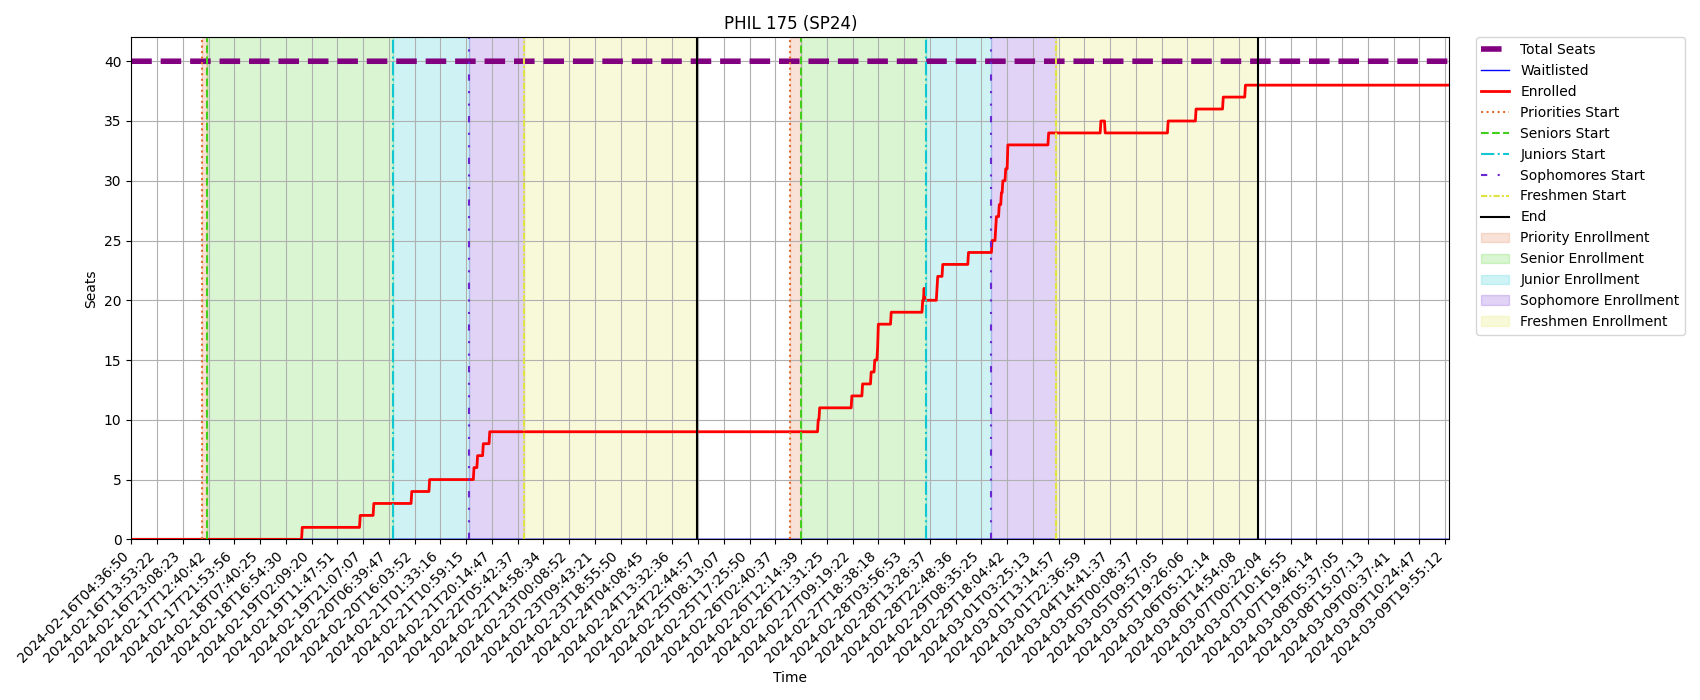 PHIL 175 (SP24)
Seats
40
35
30
25
20
15
10
5
0
2024-02-16T04:36:50
2024-02-16T13:53:22
2024-02-16T23:08:23
2024-02-17T12:40:42
2024-02-17T21:53:56
2024-02-18T07:40:25
2024-02-18T16:54:30
2024-02-19T02:09:20
2024-02-19T11:47:51
2024-02-19T21:07:07
2024-02-20T06:39:47
2024-02-20T16:03:52
2024-02-21T01:33:16
2024-02-21T10:59:15
2024-02-21T20:14:47
2024-02-22T05:42:37
2024-02-22T14:58:34
2024-02-23T00:08:52
2024-02-23T09:43:21
2024-02-23T18:55:50
2024-02-24T04:08:45
2024-02-24T13:32:36
2024-02-24T22:44:57
2024-02-25T08:13:07
2024-02-25T17:25:50
2024-02-26T02:40:37
2024-02-26T12:14:39
2024-02-26T21:31:25
2024-02-27T09:19:22
2024-02-27T18:38:18
2024-02-28T03:56:53
2024-02-28T13:28:37
2024-02-28T22:48:36
2024-02-29T08:35:25
2024-02-29T18:04:42
2024-03-01T03:25:13
2024-03-01T13:14:57
2024-03-01T22:36:59
2024-03-04T14:41:37
2024-03-05T00:08:37
2024-03-05T09:57:05
2024-03-05T19:26:06
2024-03-06T05:12:14
2024-03-06T14:54:08
2024-03-07T00:22:04
2024-03-07T10:16:55
2024-03-07T19:46:14
2024-03-08T05:37:05
2024-03-08T15:07:13
2024-03-09T00:37:41
2024-03-09T10:24:47
2024-03-09T19:55:12
Time
Total Seats
Waitlisted
Enrolled
Priorities Start
Seniors Start
Juniors Start
Sophomores Start
Freshmen Start
End
Priority Enrollment
Senior Enrollment
Junior Enrollment
Sophomore Enrollment
Freshmen Enrollment